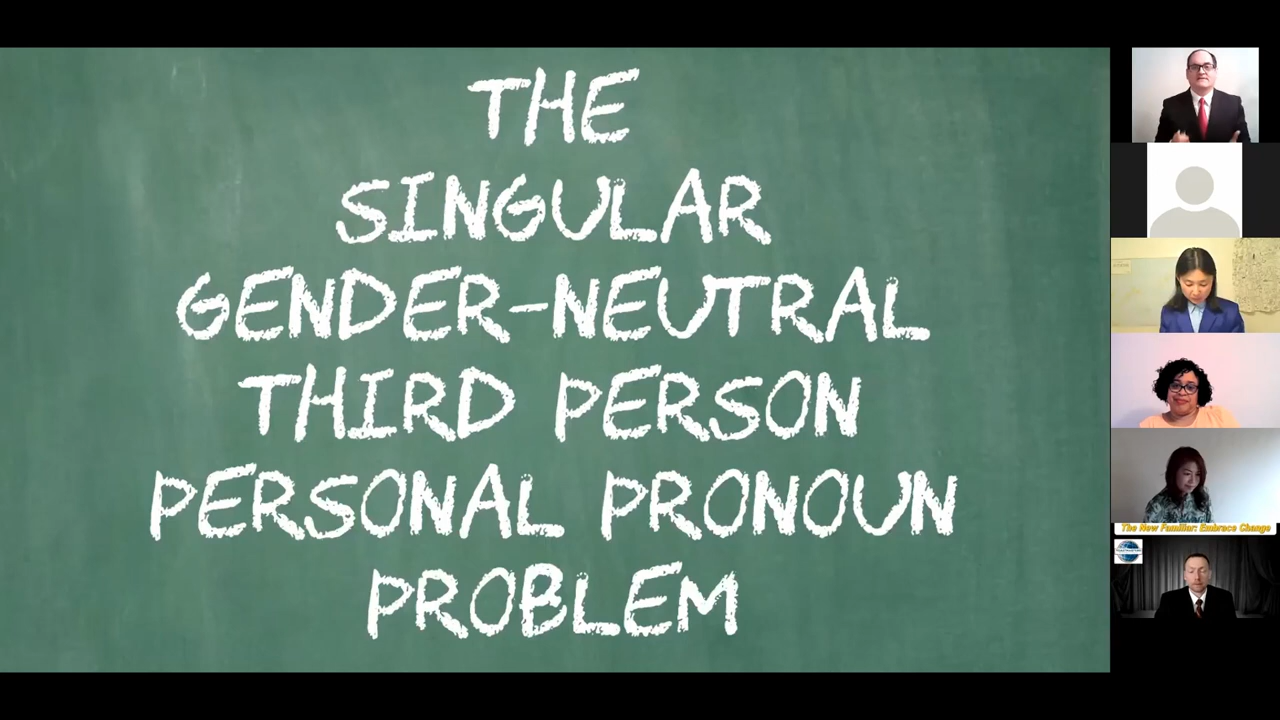 THE
SINGULAR
GENDER-NEUTRAL
THIRD PERSON
PERSONAL PRONOUN
PROBLEM
The New Familiar: Embrace Change